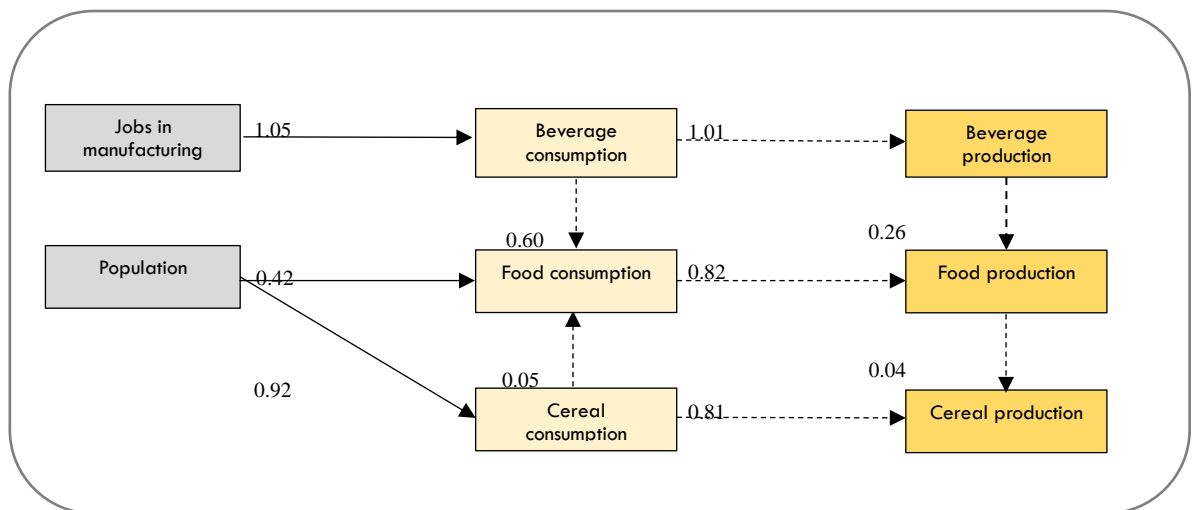 Jobs in
manufacturing
1.05
Beverage
consumption
1.01
Beverage
production
0.60
0.26
Population
0.42
Food consumption
0.82
Food production
0.92
0.05
0.04
Cereal
consumption
0.81
Cereal production